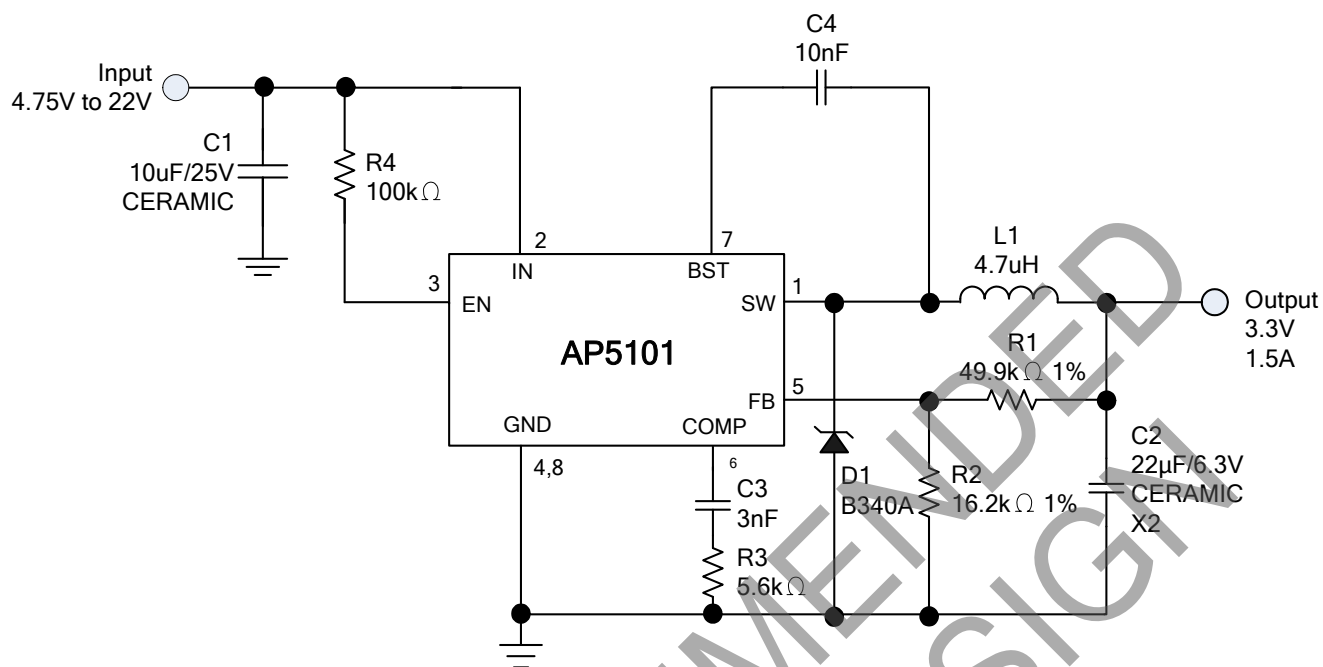 C4
10nF
Input
4.75V to 22V
C1
10uF/25V
CERAMIC
R4
100kΩ
2
7
IN
BST
3
EN
1
SW
L1
4.7uH
Output
3.3V
1.5A
AP5101
R1
49.9kΩ 1%
5
FB
GND
COMP
4,8
6
C3
3nF
D1
B340A
R2
16.2kΩ 1%
C2
22µF/6.3V
CERAMIC
X2
R3
5.6kΩ
MENDED
SIGN